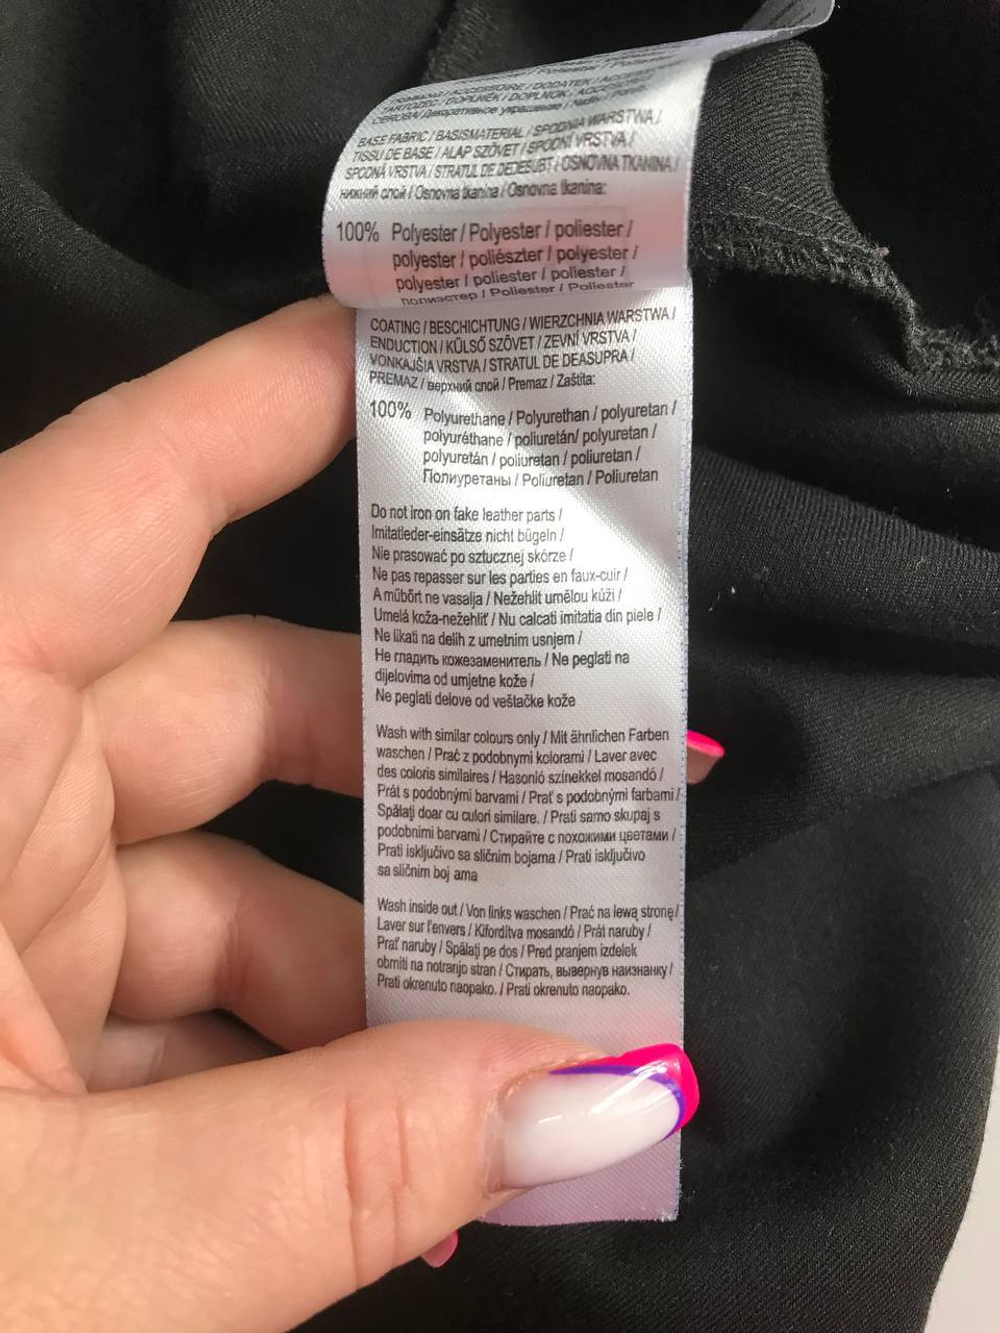 TARTOZÉK / DOPLNĚK / DOPLNOK /
BASE FABRIC / BASISMATERIAL / SPODNIA WARSTWA /
TISSU DE BASE / ALAP SZÖVET / SPODNÍ VRSTVA /
SPODNÁ VRSTVA / STRATUL DE DEDESUBT / OSNOVNA TKANINA /
нижний слой / Osnovna tkanina / Osnovna tkanina:
100% Polyester / Polyester / poliester /
polyester / poliészter / polyester /
polyester / poliester / poliester /
полиэстер / Poliester / Poliester
COATING / BESCHICHTUNG / WIERZCHNIA WARSTWA /
ENDUCTION / KÜLSŐ SZÖVET / ZEVNÍ VRSTVA /
VONKAJŠIA VRSTVA / STRATUL DE DEASUPRA /
PREMAZ / верхний слой / Premaz / Zaštita:
100% Polyurethane / Polyurethan / poliuretan /
polyuréthane / poliuretán / polyuretan /
polyuretán / poliuretan / poliuretan /
Полиуретаны / Poliuretan / Poliuretan
Do not iron on fake leather parts /
Imitatleder-einsätze nicht bügeln /
Nie prasować po sztucznej skórze /
Ne pas repasser sur les parties en faux-cuir /
A műbőrt ne vasalja / Nežehlit umělou kůži /
Umelá koža-nežehliť / Nu calcati imitatia din piele /
Ne likati na delih z umetnim usnjem /
Не гладить кожезаменитель / Ne peglati na
dijelovima od umjetne kože /
Ne peglati delove od veštačke kože
Wash with similar colours only / Mit ähnlichen Farben
waschen / Prać z podobnymi kolorami / Laver avec
des coloris similaires / Hasonló színekkel mosandó /
Prát s podobnými barvami / Prať s podobnými farbami /
Spălaţi doar cu culori similare. / Prati samo skupaj s
podobnimi barvami / Стирайте с похожими цветами /
Prati isključivo sa sličnim bojama / Prati isključivo
sa sličnim boj ama
Wash inside out / Von links waschen / Prać na lewą stronę /
Laver sur l'envers / Kifordítva mosandó / Prát naruby /
Prať naruby / Spălaţi pe dos / Pred pranjem izdelek
obrniti na notranjo stran / Стирать, вывернув наизнанку /
Prati okrenuto naopako. / Prati okrenuto naopako.